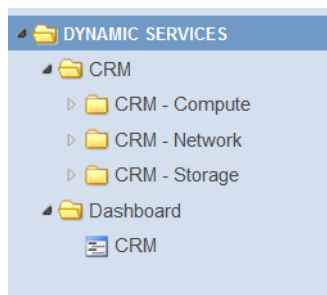 DYNAMIC SERVICES
CRM
CRM - Compute
CRM - Network
CRM - Storage
Dashboard
CRM